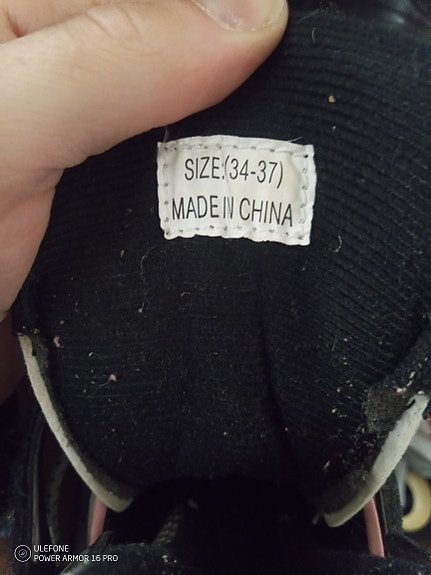 SIZE:(34-37)
MADE IN CHINA
ULEFONE
POWER ARMOR 16 PRO